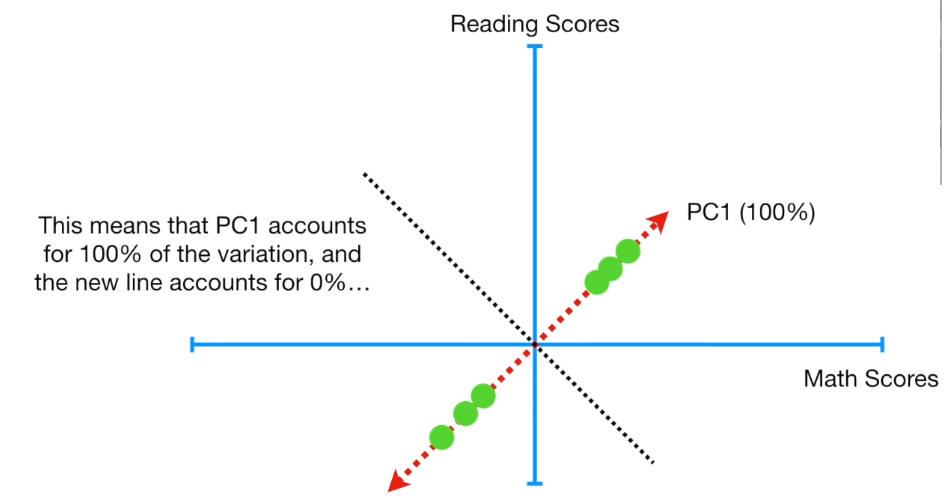 Reading Scores
PC1 (100%)
This means that PC1 accounts
for 100% of the variation, and
the new line accounts for 0%...
Math Scores